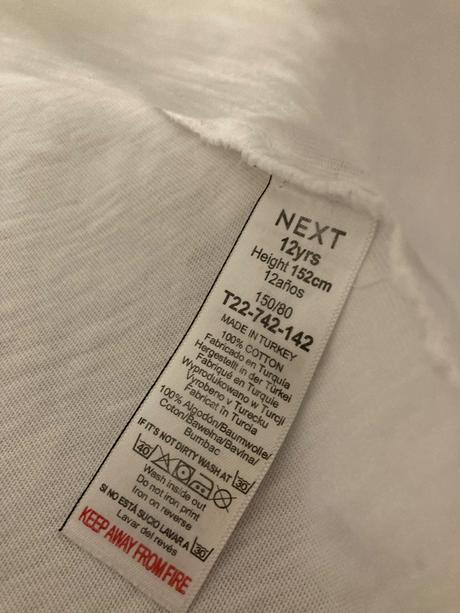 NEXT
12yrs
Height 152cm
12años
150/80
T22-742-142
MADE IN TURKEY
100% COTTON
Fabricado en Turquía
Hergestellt in der Türkei
Fabriqué en Turquie
Wyprodukowano w Turcji
Vyrobeno v Turecku
Fabricat în Turcia
100% Algodón/Baumwolle/
Coton/Bawełna/Bavlna/
Bumbac
IF IT'S NOT DIRTY WASH AT 30
40
Wash inside out
Do not iron print
Iron on reverse
SI NO ESTÁ SUCIO LAVAR A 30
Lavar del revés
KEEP AWAY FROM FIRE